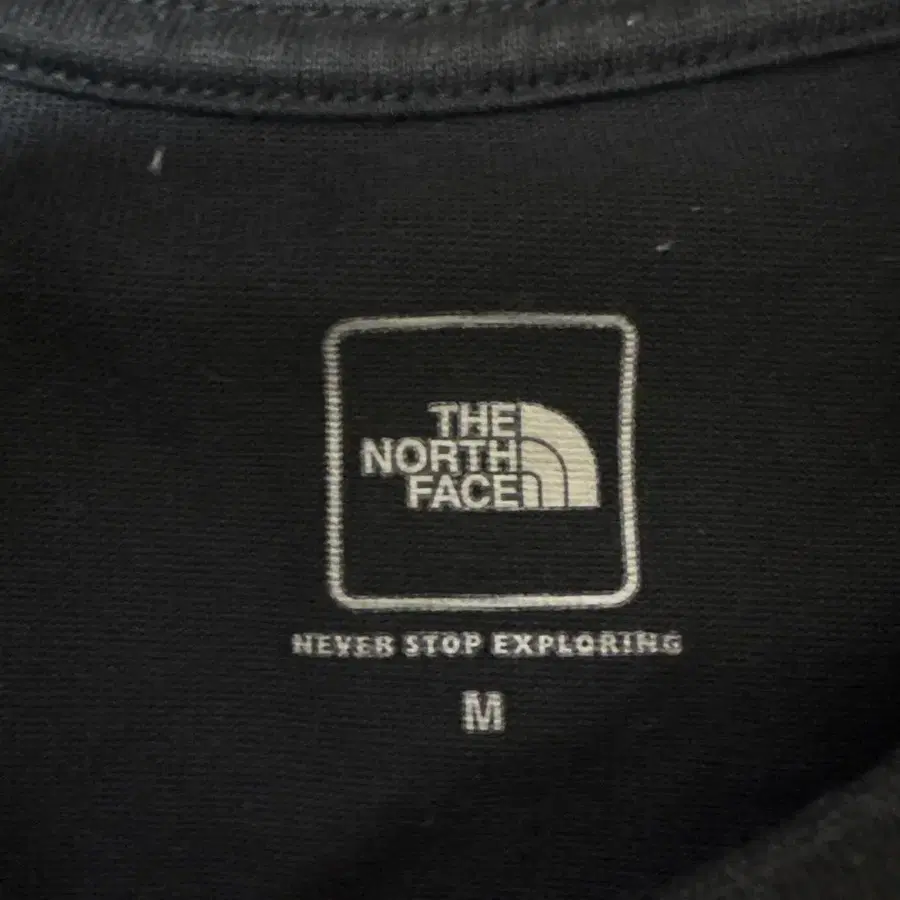 THE
NORTH
FACE
NEVER STOP EXPLORING
M